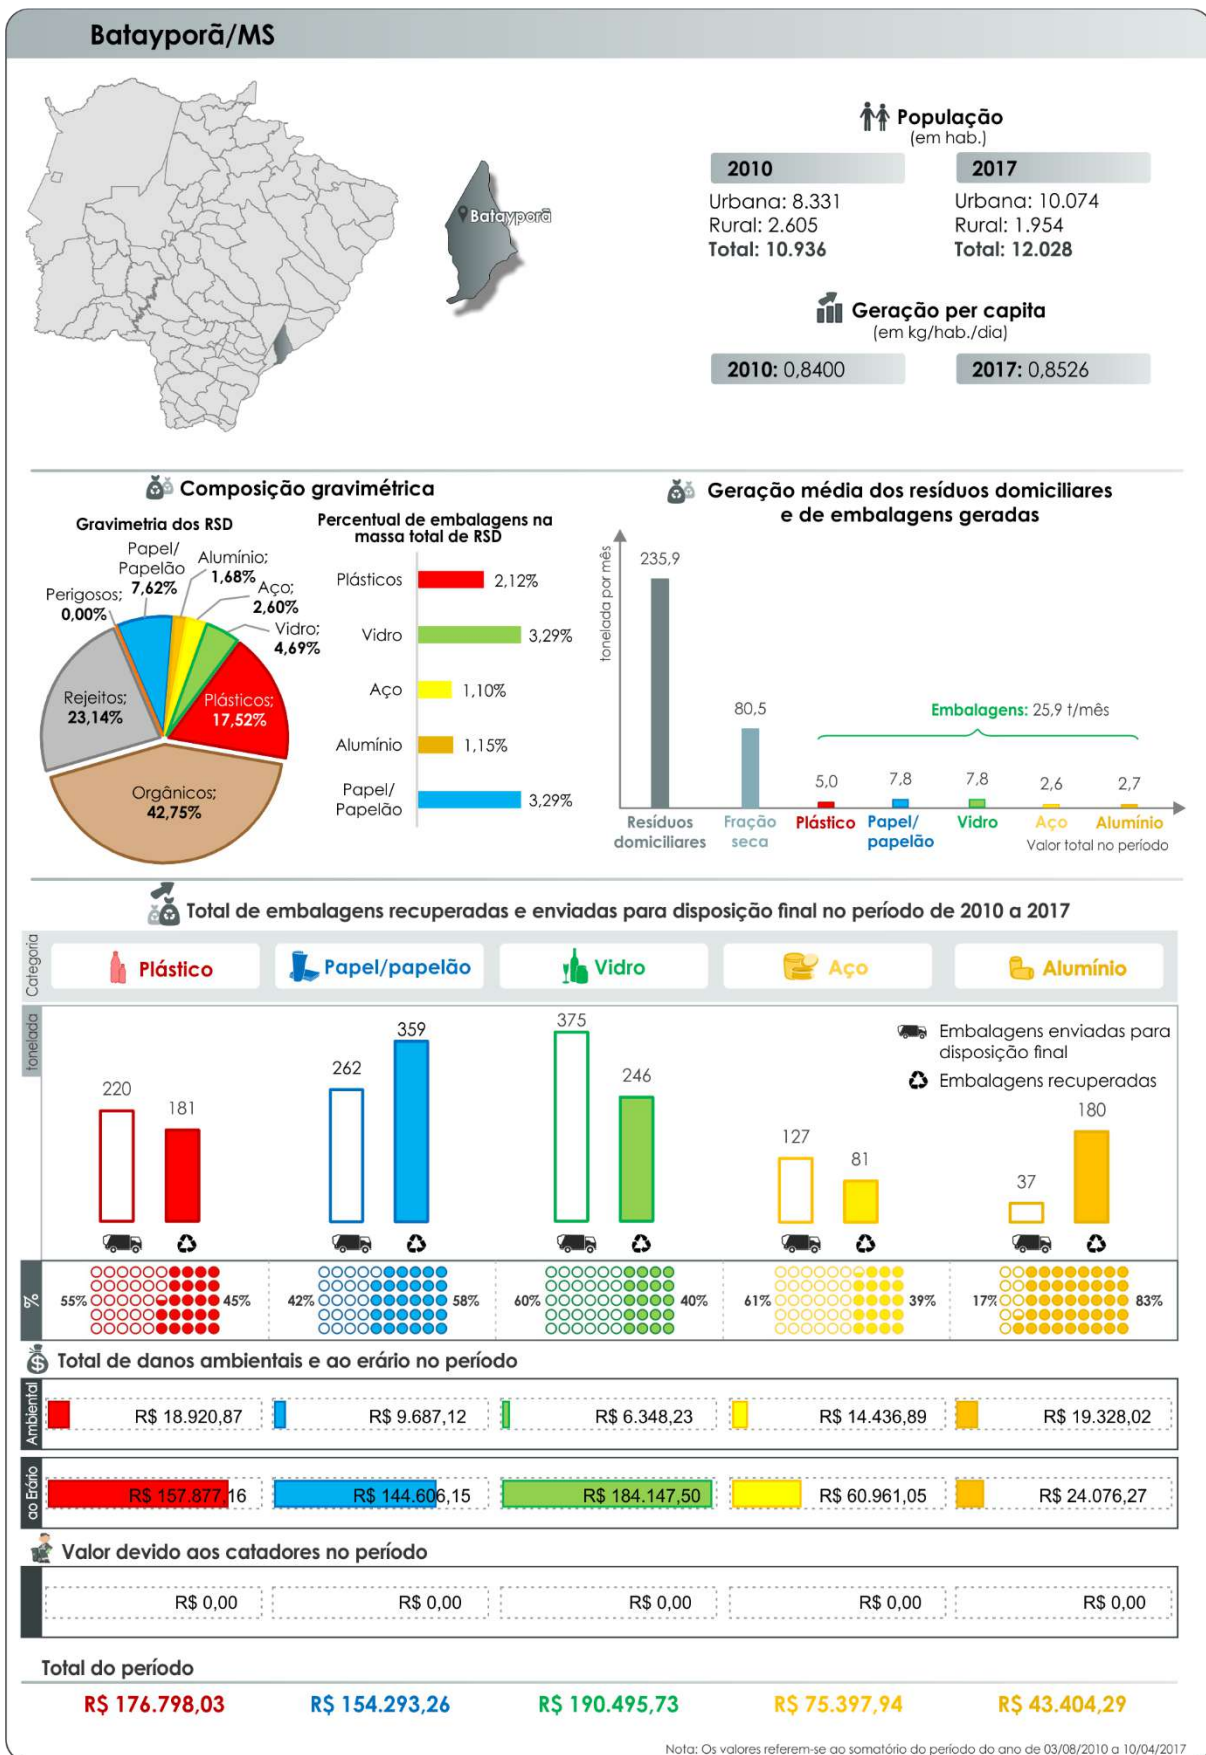 Batayporã/MS
Batayporã
População
(em hab.)
2010
Urbana: 8.331
Rural: 2.605
Total: 10.936
2017
Urbana: 10.074
Rural: 1.954
Total: 12.028
Geração per capita
(em kg/hab./dia)
2010: 0,8400
2017: 0,8526
Composição gravimétrica
Gravimetria dos RSD
Papel/
Papelão
7,62%
Alumínio;
1,68%
Aço;
2,60%
Vidro;
4,69%
Perigosos;
0,00%
Rejeitos;
23,14%
Plásticos;
17,52%
Orgânicos;
42,75%
Percentual de embalagens na
massa total de RSD
Plásticos 2,12%
Vidro 3,29%
Aço 1,10%
Alumínio 1,15%
Papel/
Papelão 3,29%
Geração média dos resíduos domiciliares
e de embalagens geradas
tonelada por mês
235,9
80,5
Embalagens: 25,9 t/mês
5,0
7,8
7,8
2,6
2,7
Resíduos
domiciliares
Fração
seca
Plástico
Papel/
papelão
Vidro
Aço
Alumínio
Valor total no período
Total de embalagens recuperadas e enviadas para disposição final no período de 2010 a 2017
Categoria
Plástico
Papel/papelão
Vidro
Aço
Alumínio
tonelada
220
181
262
359
375
246
127
81
37
180
Embalagens enviadas para
disposição final
Embalagens recuperadas
%
55% 45%
42% 58%
60% 40%
61% 39%
17% 83%
Total de danos ambientais e ao erário no período
Ambiental
R$ 18.920,87
R$ 9.687,12
R$ 6.348,23
R$ 14.436,89
R$ 19.328,02
ao Erário
R$ 157.877,16
R$ 144.606,15
R$ 184.147,50
R$ 60.961,05
R$ 24.076,27
Valor devido aos catadores no período
R$ 0,00
R$ 0,00
R$ 0,00
R$ 0,00
R$ 0,00
Total do período
R$ 176.798,03
R$ 154.293,26
R$ 190.495,73
R$ 75.397,94
R$ 43.404,29
Nota: Os valores referem-se ao somatório do período do ano de 03/08/2010 a 10/04/2017